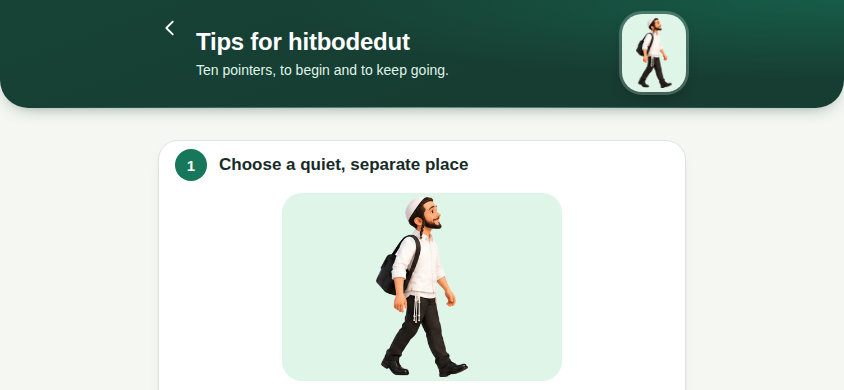 Tips for hitbodedut
Ten pointers, to begin and to keep going.
1 Choose a quiet, separate place